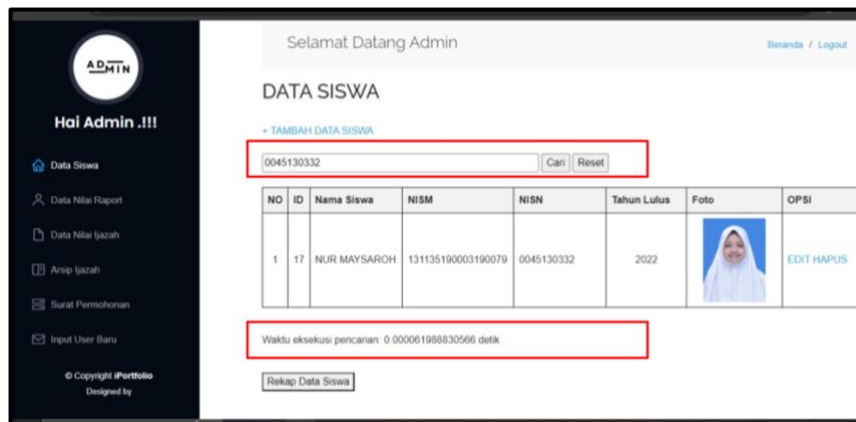 ADMIN
Hai Admin .!!!
Data Siswa
Data Nilai Raport
Data Nilai Ijazah
Arsip Ijazah
Surat Permohonan
Input User Baru
© Copyright iPortfolio
Designed by
Selamat Datang Admin
Beranda / Logout
DATA SISWA
+ TAMBAH DATA SISWA
0045130332 Cari Reset
NO ID Nama Siswa NISM NISN Tahun Lulus Foto OPSI
1 17 NUR MAYSAROH 131135190003190079 0045130332 2022 EDIT HAPUS
Waktu eksekusi pencarian: 0.000061988830566 detik
Rekap Data Siswa